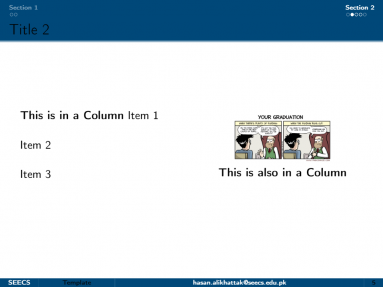 Section 1
Section 2
Title 2
This is in a Column Item 1
Item 2
Item 3
YOUR GRADUATION
This is also in a Column
SEECS
Template
hasan.alikhattak@seecs.edu.pk